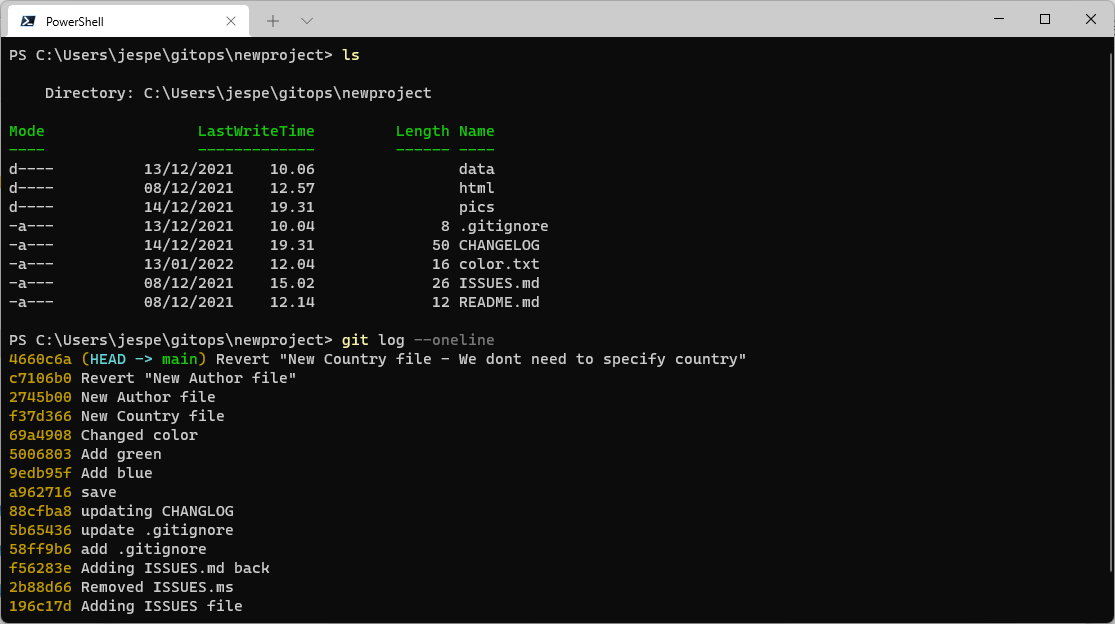 PowerShell
PS C:\Users\jespe\gitops\newproject> ls
Directory: C:\Users\jespe\gitops\newproject
Mode                 LastWriteTime         Length Name
----                 -------------         ------ ----
d----          13/12/2021    10.06                data
d----          08/12/2021    12.57                html
d----          14/12/2021    19.31                pics
-a---          13/12/2021    10.04              8 .gitignore
-a---          14/12/2021    19.31             50 CHANGELOG
-a---          13/01/2022    12.04             16 color.txt
-a---          08/12/2021    15.02             26 ISSUES.md
-a---          08/12/2021    12.14             12 README.md
PS C:\Users\jespe\gitops\newproject> git log --oneline
4660c6a (HEAD -> main) Revert "New Country file - We dont need to specify country"
c7106b0 Revert "New Author file"
2745b00 New Author file
f37d366 New Country file
69a4908 Changed color
5006803 Add green
9edb95f Add blue
a962716 save
88cfba8 updating CHANGLOG
5b65436 update .gitignore
58ff9b6 add .gitignore
f56283e Adding ISSUES.md back
2b88d66 Removed ISSUES.ms
196c17d Adding ISSUES file